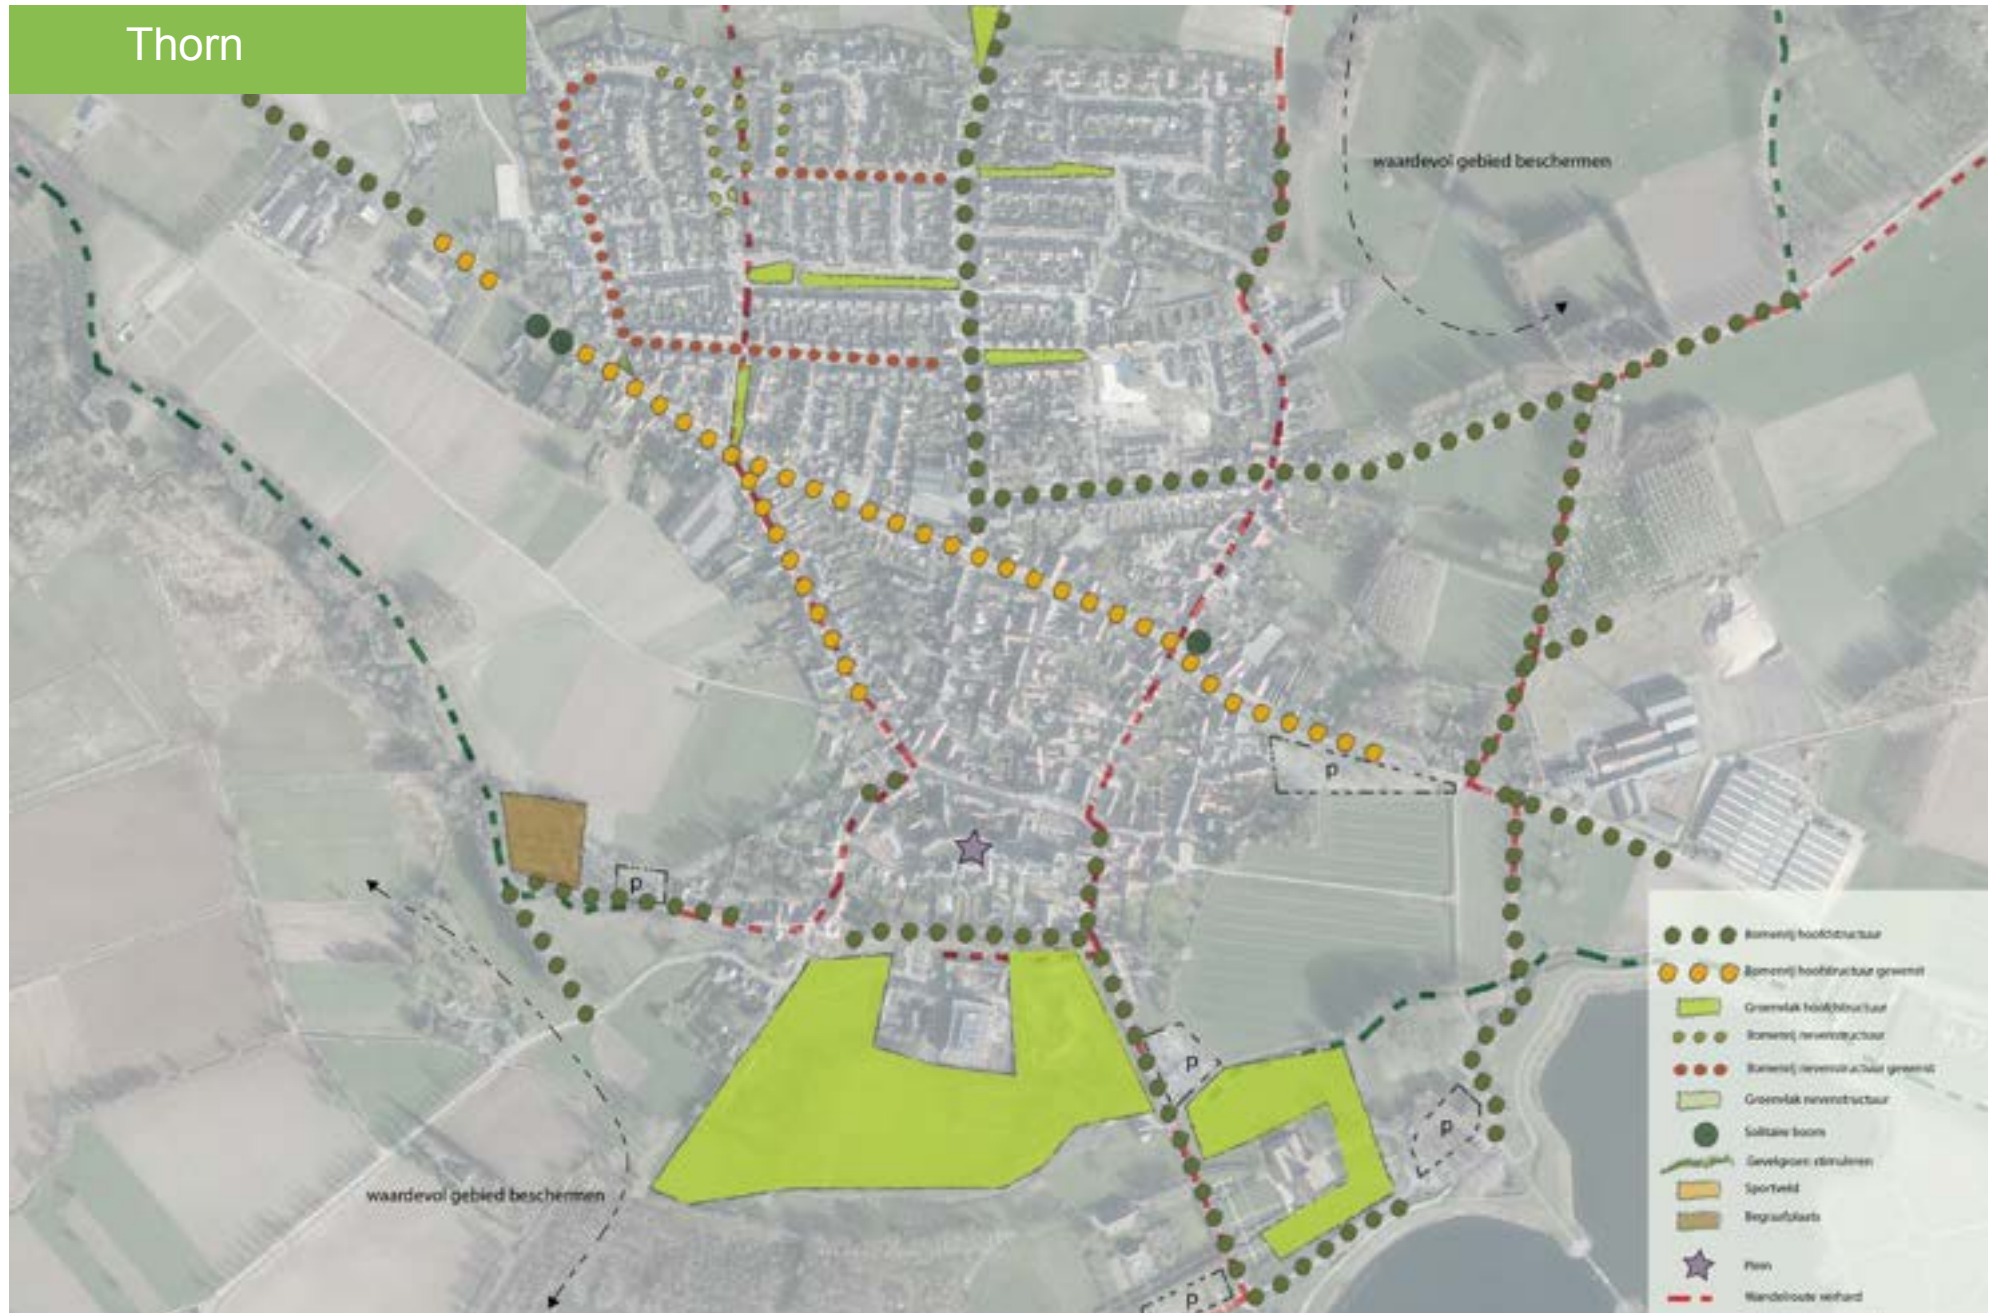 Thorn
waardevol gebied beschermen
p
p
p
p
waardevol gebied beschermen
p
Bomenrij hoofdstructuur
Bomenrij hoofdstructuur gewenst
Groenvlak hoofdstructuur
Bomenrij nevenstructuur
Bomenrij nevenstructuur gewenst
Groenvlak nevenstructuur
Solitaire boom
Gevelgroen stimuleren
Sportveld
Begraafplaats
Plein
Wandelroute verhard